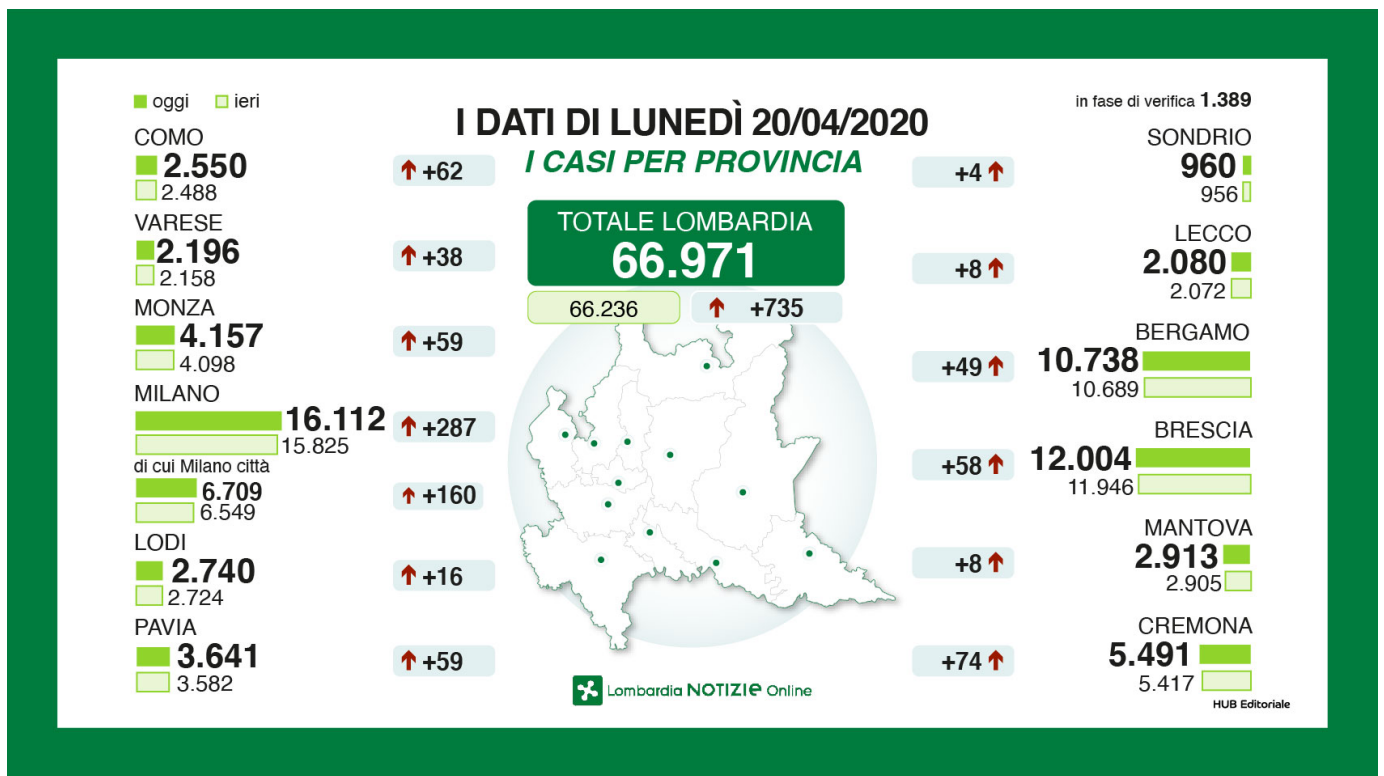 oggi ieri
I DATI DI LUNEDÌ 20/04/2020
I CASI PER PROVINCIA
in fase di verifica 1.389
TOTALE LOMBARDIA
66.971
66.236
+735
COMO
2.550
2.488
+62
VARESE
2.196
2.158
+38
MONZA
4.157
4.098
+59
MILANO
16.112
15.825
+287
di cui Milano città
6.709
6.549
+160
LODI
2.740
2.724
+16
PAVIA
3.641
3.582
+59
SONDRIO
+4
960
956
LECCO
+8
2.080
2.072
BERGAMO
+49
10.738
10.689
BRESCIA
+58
12.004
11.946
MANTOVA
+8
2.913
2.905
CREMONA
+74
5.491
5.417
Lombardia NOTIZIE Online
HUB Editoriale